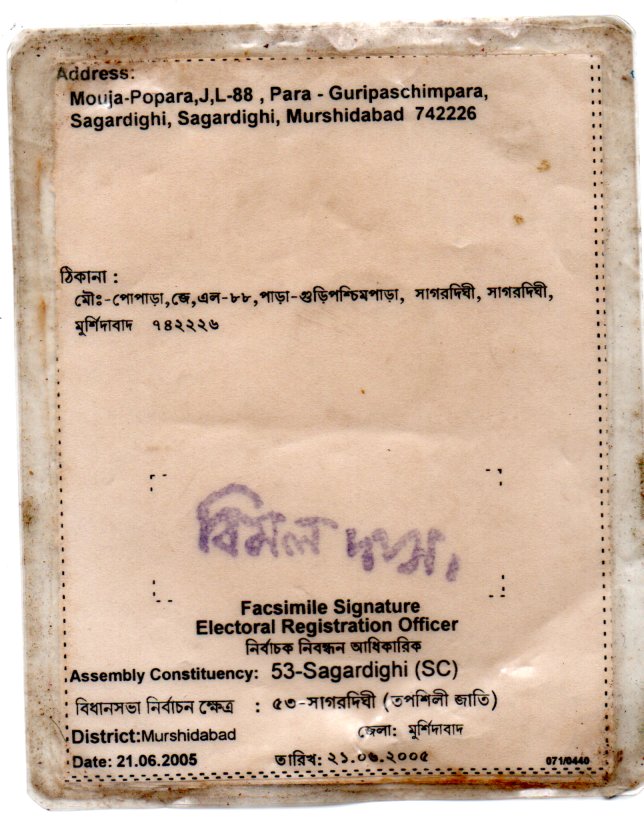 Address:
Mouja-Popara,J,L-88 , Para - Guripaschimpara,
Sagardighi, Sagardighi, Murshidabad 742226
ঠিকানা :
মৌঃ-পোপাড়া,জে,এল-৮৮,পাড়া-গুড়িপশ্চিমপাড়া, সাগরদিঘী, সাগরদিঘী,
মুর্শিদাবাদ ৭৪২২২৬
বিমল
Facsimile Signature
Electoral Registration Officer
নির্বাচক নিবন্ধন আধিকারিক
Assembly Constituency: 53-Sagardighi (SC)
বিধানসভা নির্বাচন ক্ষেত্র : ৫৩-সাগরদিঘী (তপশিলী জাতি)
District:Murshidabad জেলা: মুর্শিদাবাদ
Date: 21.06.2005 তারিখ: ২১.০৬.২০০৫ 071/0440